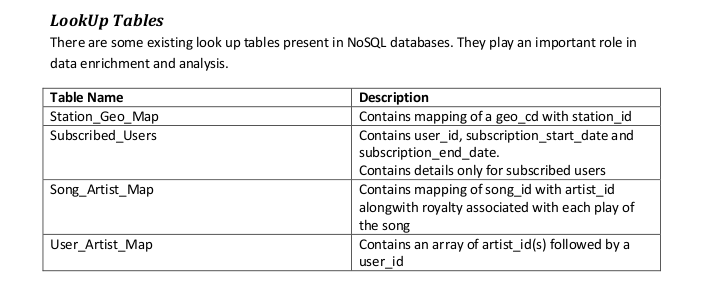 LookUp Tables
There are some existing look up tables present in NoSQL databases. They play an important role in
data enrichment and analysis.
Table Name
Description
Station_Geo_Map
Contains mapping of a geo_cd with station_id
Subscribed_Users
Contains user_id, subscription_start_date and
subscription_end_date.
Contains details only for subscribed users
Song_Artist_Map
Contains mapping of song_id with artist_id
alongwith royalty associated with each play of
the song
User_Artist_Map
Contains an array of artist_id(s) followed by a
user_id